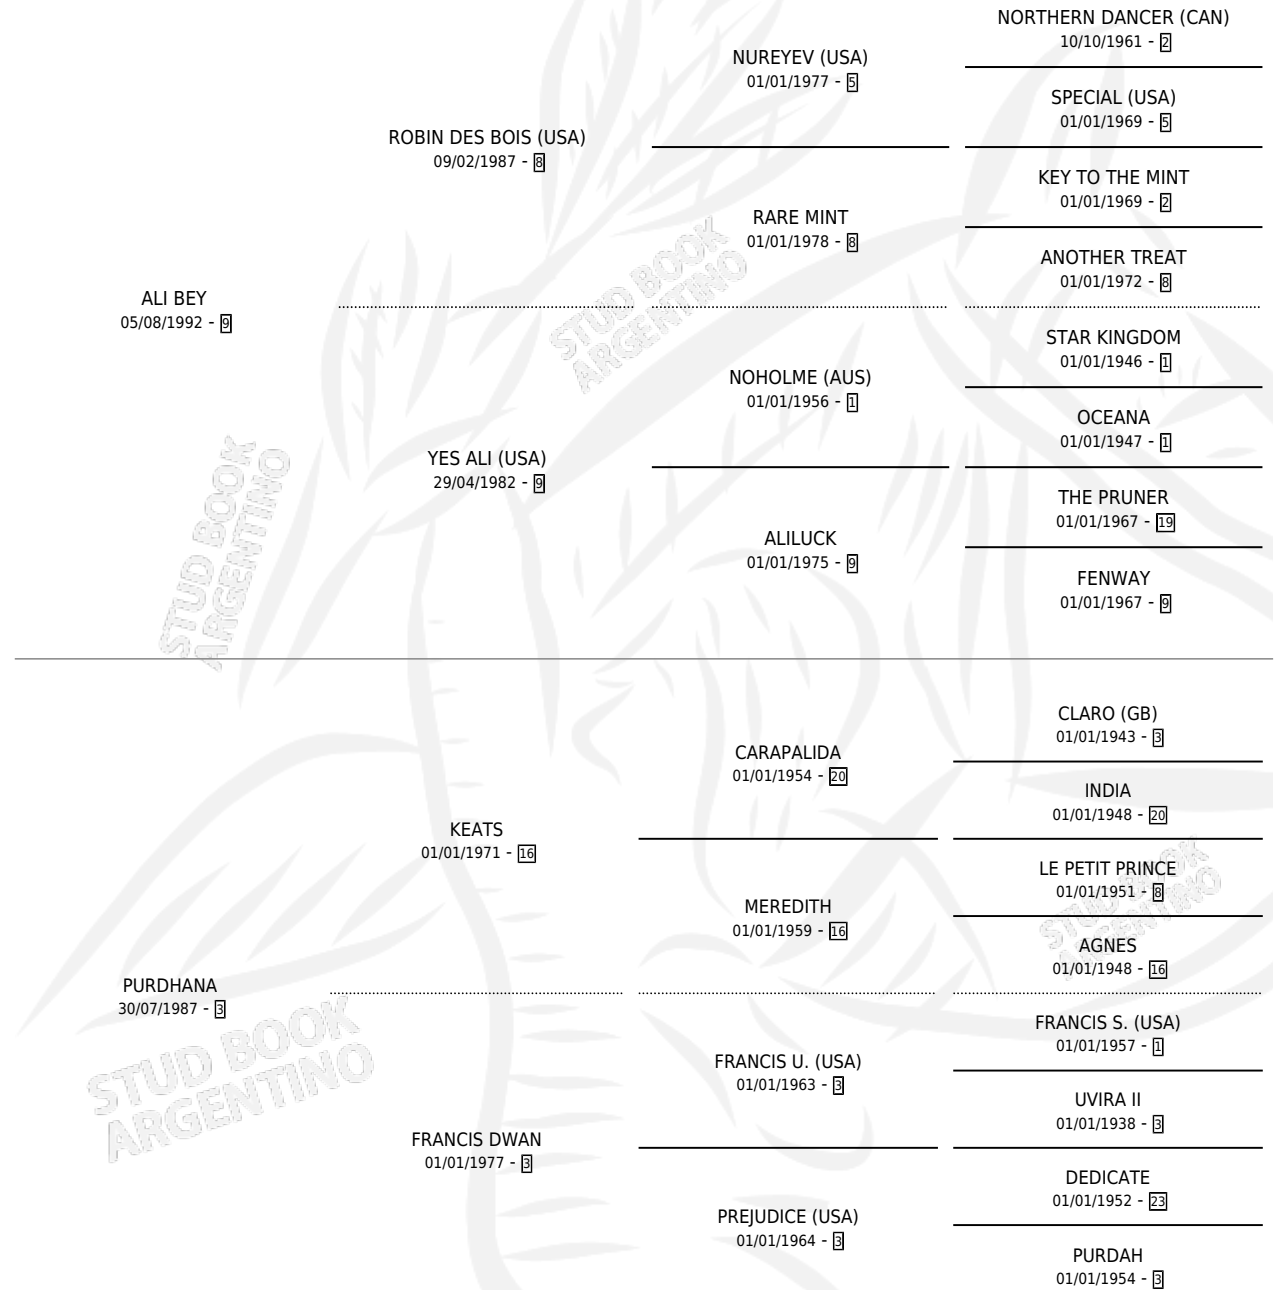 NORTHERN DANCER (CAN)
10/10/1961 - 2
NUREYEV (USA)
01/01/1977 - 5
SPECIAL (USA)
01/01/1969 - 5
ROBIN DES BOIS (USA)
09/02/1987 - 8
KEY TO THE MINT
01/01/1969 - 2
RARE MINT
01/01/1978 - 8
ANOTHER TREAT
01/01/1972 - 8
ALI BEY
05/08/1992 - 9
STAR KINGDOM
01/01/1946 - 1
NOHOLME (AUS)
01/01/1956 - 1
OCEANA
01/01/1947 - 1
YES ALI (USA)
29/04/1982 - 9
THE PRUNER
01/01/1967 - 19
ALILUCK
01/01/1975 - 9
FENWAY
01/01/1967 - 9
CLARO (GB)
01/01/1943 - 3
CARAPALIDA
01/01/1954 - 20
INDIA
01/01/1948 - 20
KEATS
01/01/1971 - 16
LE PETIT PRINCE
01/01/1951 - 8
MEREDITH
01/01/1959 - 16
AGNES
01/01/1948 - 16
PURDHANA
30/07/1987 - 3
FRANCIS S. (USA)
01/01/1957 - 1
FRANCIS U. (USA)
01/01/1963 - 3
UVIRA II
01/01/1938 - 3
FRANCIS DWAN
01/01/1977 - 3
DEDICATE
01/01/1952 - 23
PREJUDICE (USA)
01/01/1964 - 3
PURDAH
01/01/1954 - 3
STUD BOOK
ARGENTINO
STUD BOOK
ARGENTINO
STUD BOOK
ARGENTINO
STUD BOOK
ARGENTINO